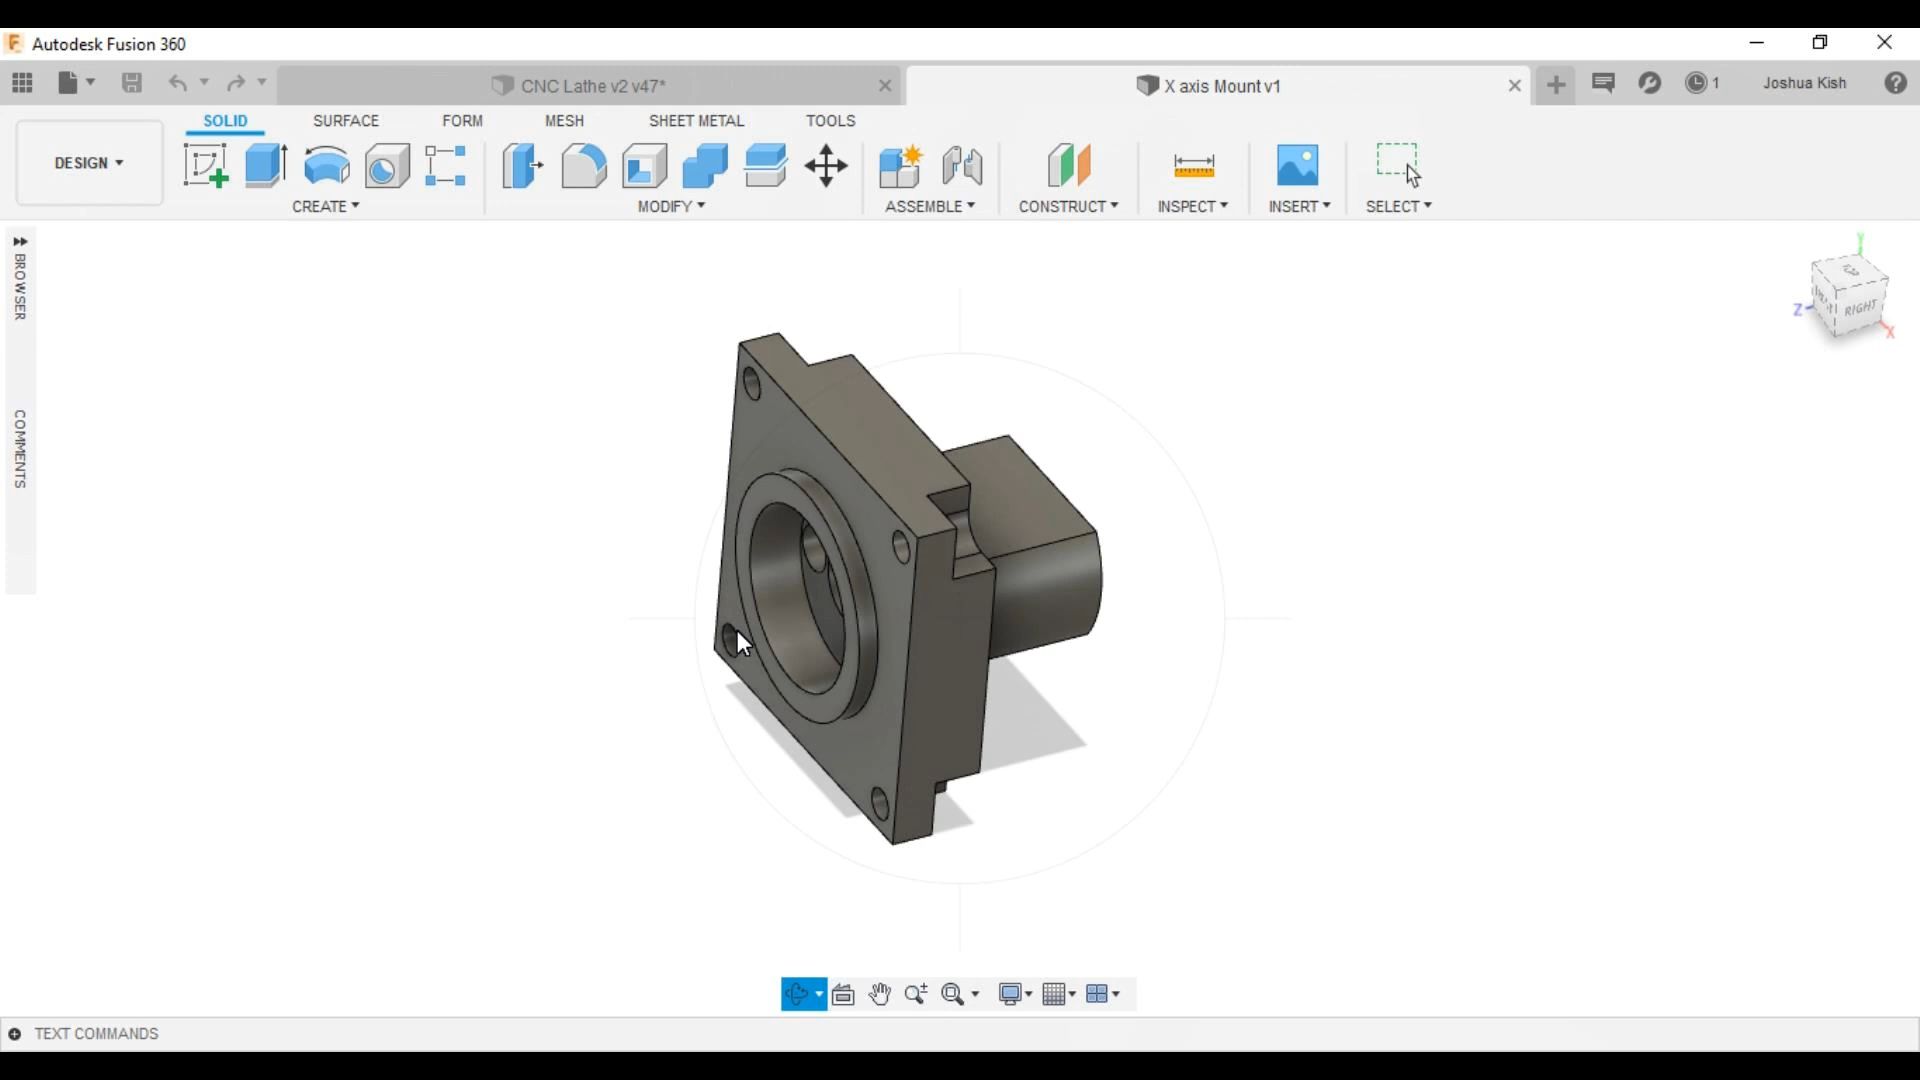 Autodesk Fusion 360
CNC Lathe v2 v47*
X axis Mount v1
1
Joshua Kish
DESIGN
SOLID
SURFACE
FORM
MESH
SHEET METAL
TOOLS
CREATE
MODIFY
ASSEMBLE
CONSTRUCT
INSPECT
INSERT
SELECT
BROWSER
COMMENTS
Y
Z
RIGHT
X
TEXT COMMANDS